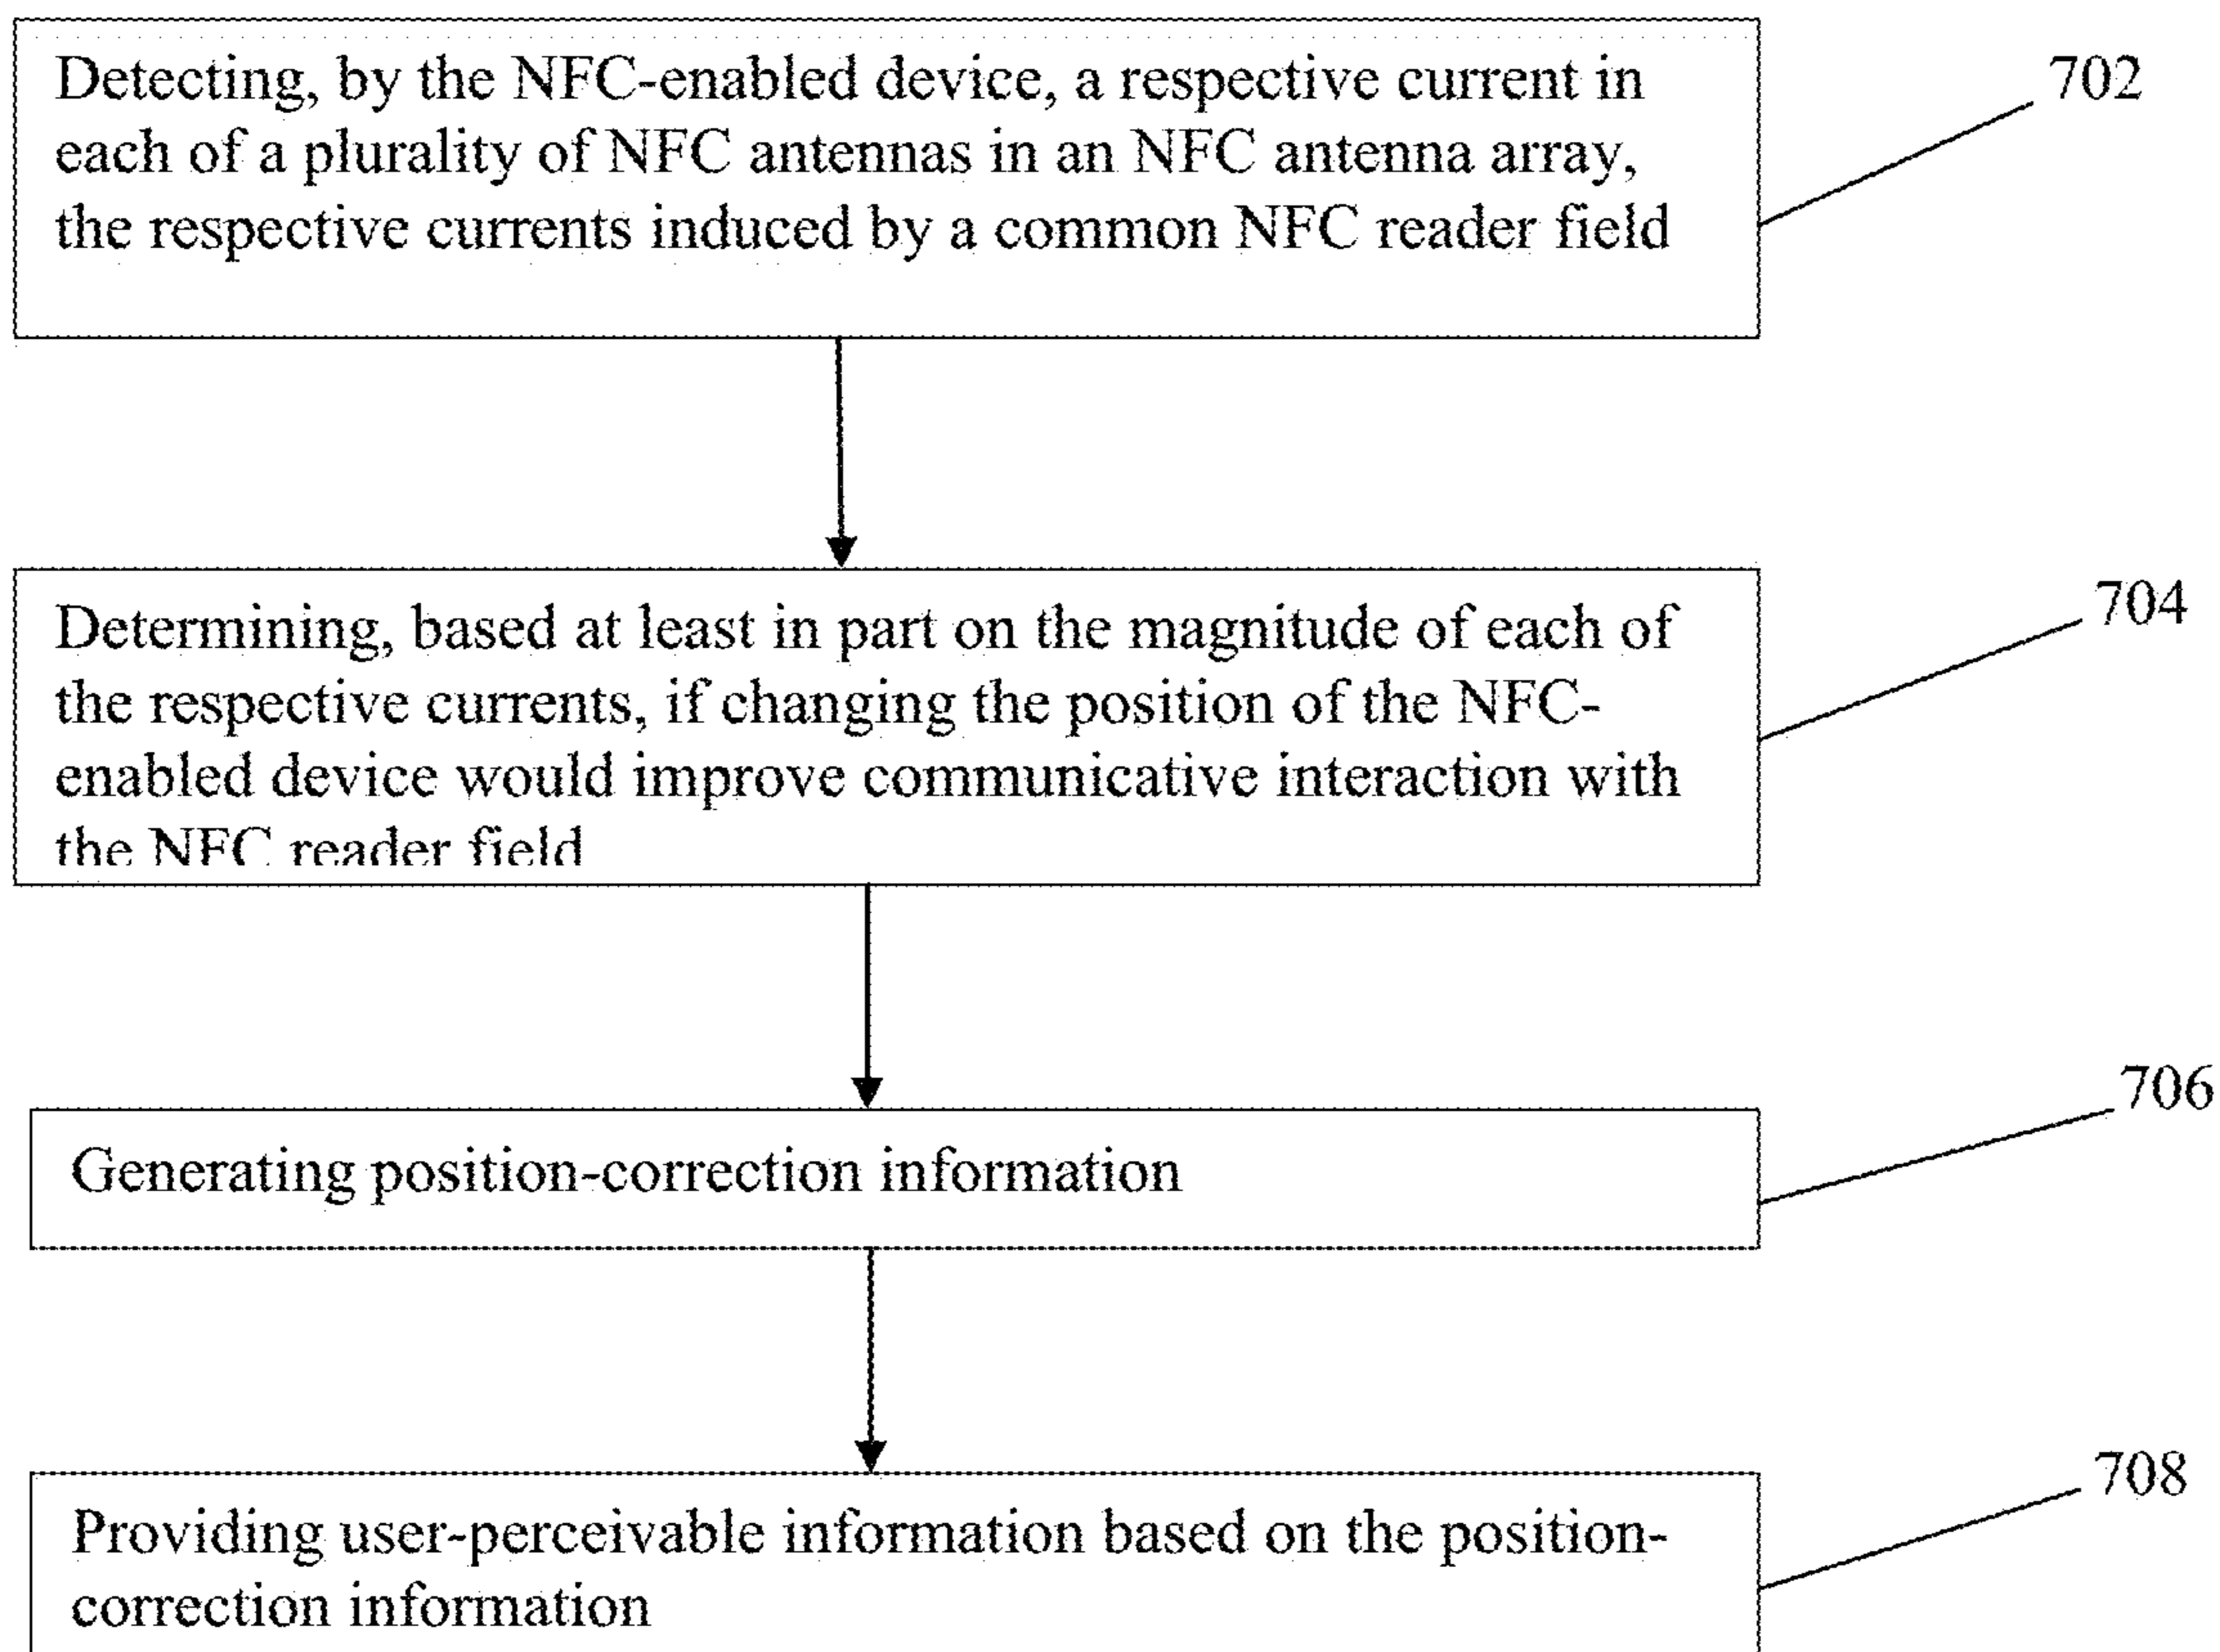 Detecting, by the NFC-enabled device, a respective current in
each of a plurality of NFC antennas in an NFC antenna array,
the respective currents induced by a common NFC reader field
702
Determining, based at least in part on the magnitude of each of
the respective currents, if changing the position of the NFC-
enabled device would improve communicative interaction with
the NFC reader field
704
Generating position-correction information
706
Providing user-perceivable information based on the position-
correction information
708